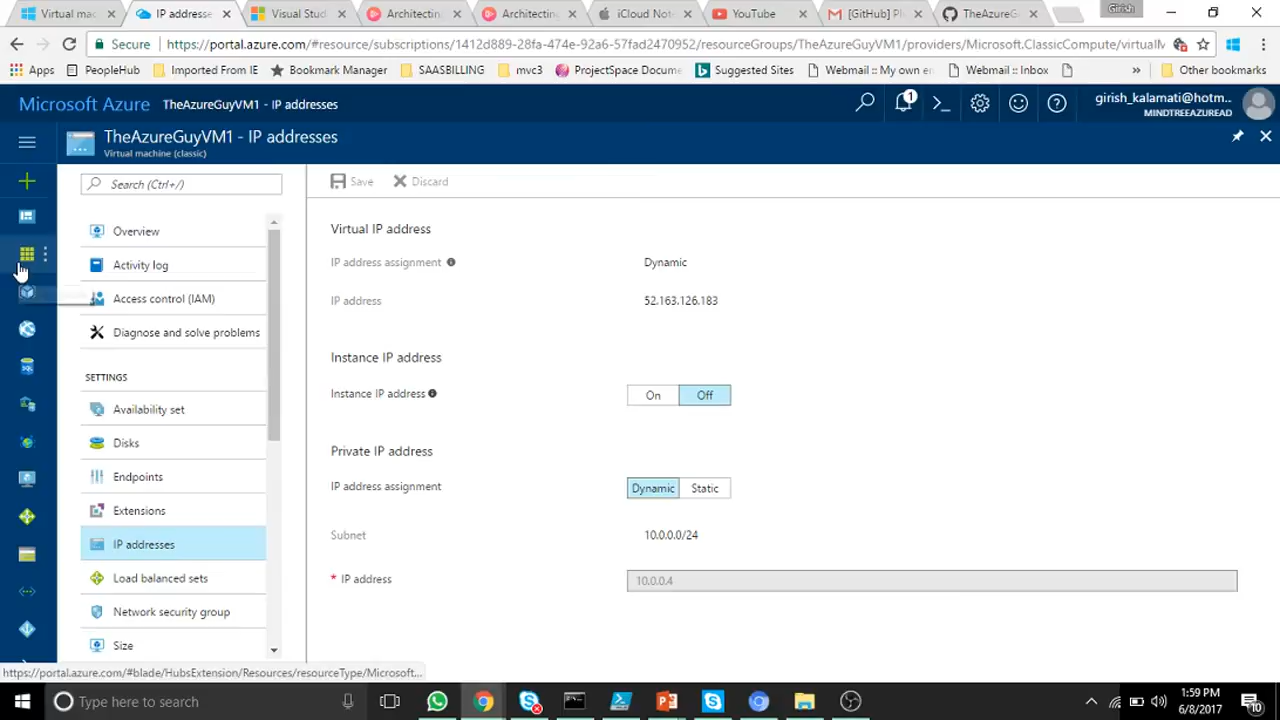 Virtual mac
IP addresse
Visual Stud
Architectin
Architectin
iCloud Not
YouTube
[GitHub] Pl
TheAzureG
Girish
Secure
https://portal.azure.com/#resource/subscriptions/1412d889-28fa-474e-92a6-57fad2470952/resourceGroups/TheAzureGuyVM1/providers/Microsoft.ClassicCompute/virtualM
Apps
PeopleHub
Imported From IE
Bookmark Manager
SAASBILLING
mvc3
ProjectSpace Docume
Suggested Sites
Webmail :: My own e
Webmail :: Inbox
»
Other bookmarks
Microsoft Azure
TheAzureGuyVM1 - IP addresses
1
girish_kalamati@hotm...
MINDTREEAZUREAD
TheAzureGuyVM1 - IP addresses
Virtual machine (classic)
Search (Ctrl+/)
Overview
Activity log
Access control (IAM)
Diagnose and solve problems
SETTINGS
Availability set
Disks
Endpoints
Extensions
IP addresses
Load balanced sets
Network security group
Size
Save
Discard
Virtual IP address
IP address assignment
Dynamic
IP address
52.163.126.183
Instance IP address
Instance IP address
On
Off
Private IP address
IP address assignment
Dynamic
Static
Subnet
10.0.0.0/24
* IP address
10.0.0.4
https://portal.azure.com/#blade/HubsExtension/Resources/resourceType/Microsoft...
Type here to search
1:59 PM
6/8/2017
10